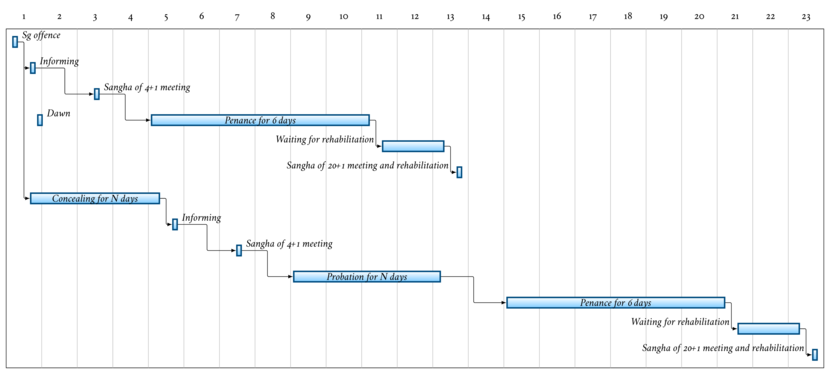 1 2 3 4 5 6 7 8 9 10 11 12 13 14 15 16 17 18 19 20 21 22 23
Sg offence
Informing
Sangha of 4+1 meeting
Dawn
Penance for 6 days
Waiting for rehabilitation
Sangha of 20+1 meeting and rehabilitation
Concealing for N days
Informing
Sangha of 4+1 meeting
Probation for N days
Penance for 6 days
Waiting for rehabilitation
Sangha of 20+1 meeting and rehabilitation